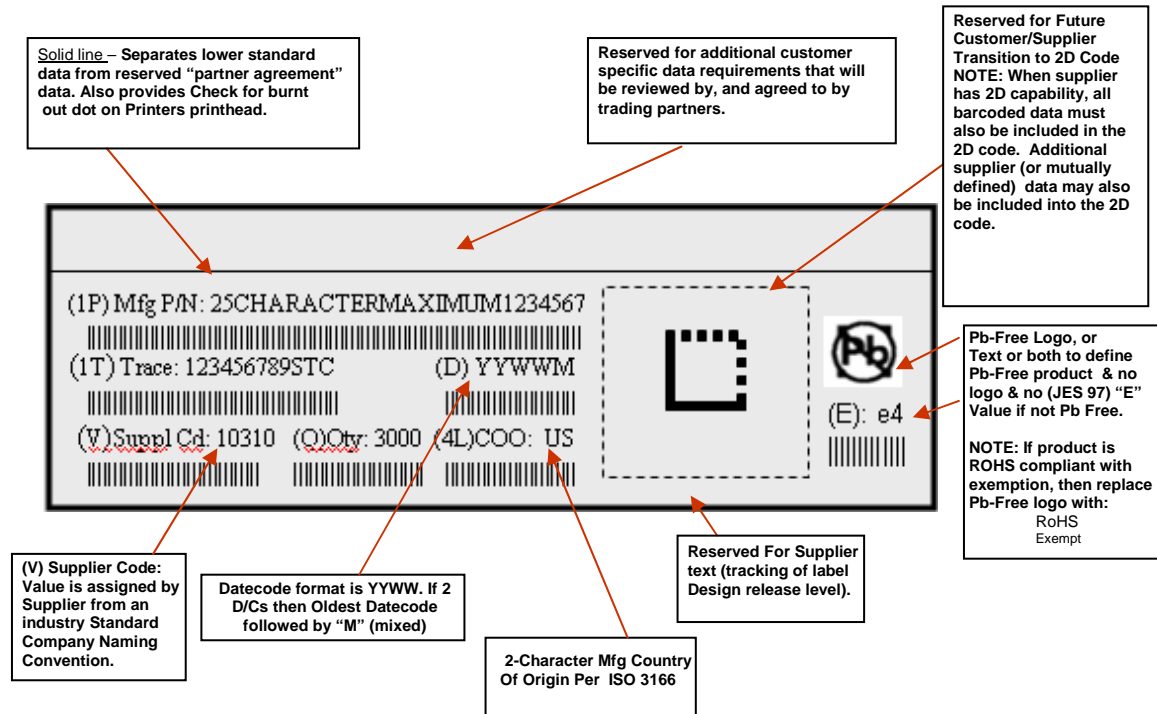 Solid line – Separates lower standard
data from reserved “partner agreement”
data. Also provides Check for burnt
out dot on Printers printhead.
Reserved for additional customer
specific data requirements that will
be reviewed by, and agreed to by
trading partners.
Reserved for Future
Customer/Supplier
Transition to 2D Code
NOTE: When supplier
has 2D capability, all
barcoded data must
also be included in the
2D code. Additional
supplier (or mutually
defined) data may also
be included into the 2D
code.
(1P) Mfg P/N: 25CHARACTERMAXIMUM1234567
(1T) Trace: 123456789STC
(D) YYWWM
(V)Suppl Cd: 10310
(Q)Qty: 3000
(4L)COO: US
Pb
(E): e4
Pb-Free Logo, or
Text or both to define
Pb-Free product & no
logo & no (JES 97) “E”
Value if not Pb Free.
NOTE: If product is
ROHS compliant with
exemption, then replace
Pb-Free logo with:
RoHS
Exempt
(V) Supplier Code:
Value is assigned by
Supplier from an
industry Standard
Company Naming
Convention.
Datecode format is YYWW. If 2
D/Cs then Oldest Datecode
followed by “M” (mixed)
2-Character Mfg Country
Of Origin Per ISO 3166
Reserved For Supplier
text (tracking of label
Design release level).